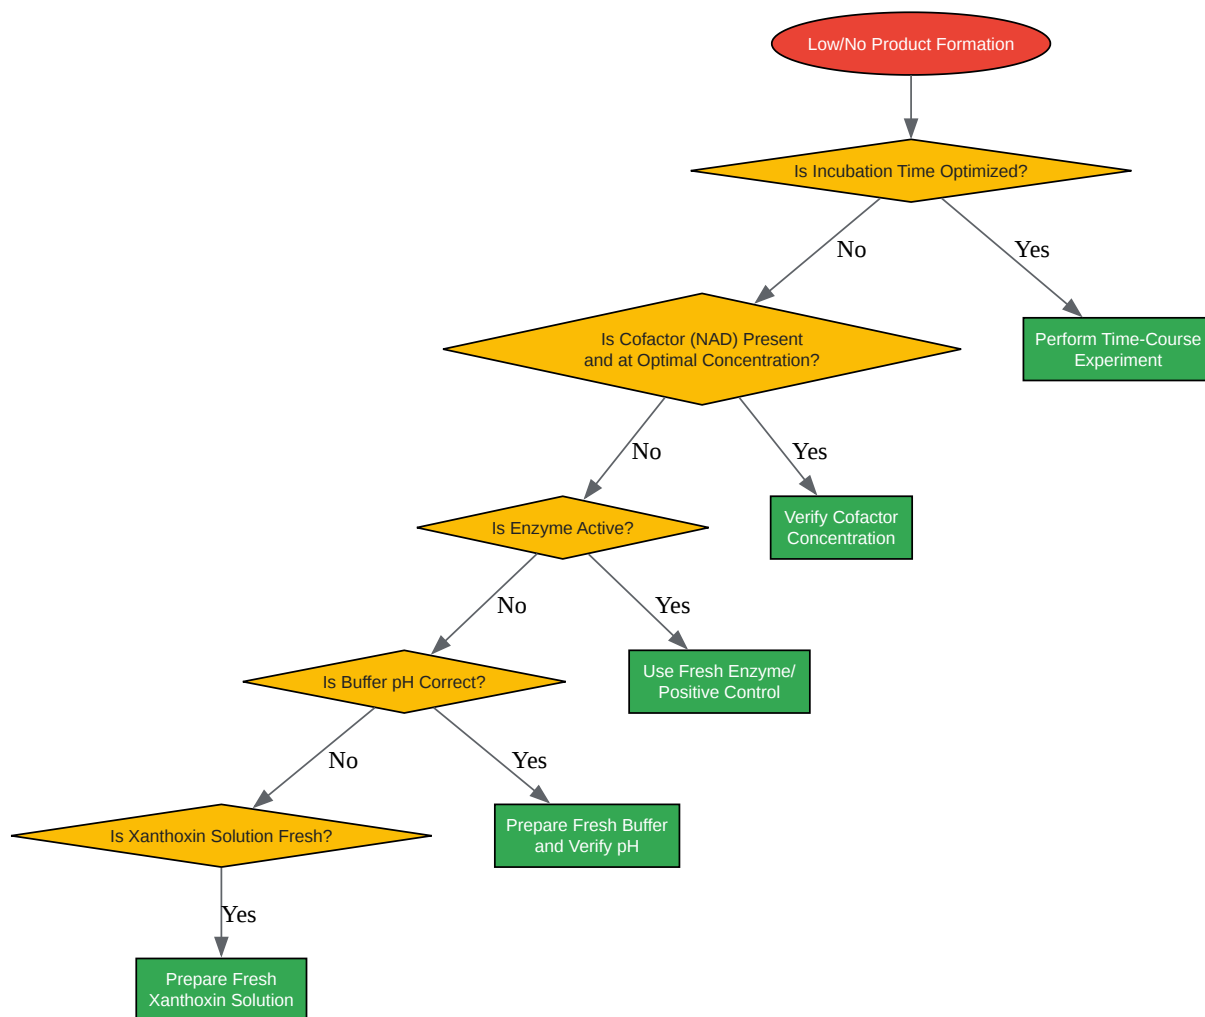 Low/No Product Formation
Is Incubation Time Optimized?
No
Yes
Is Cofactor (NAD) Present
and at Optimal Concentration?
Perform Time-Course
Experiment
No
Yes
Is Enzyme Active?
Verify Cofactor
Concentration
No
Yes
Is Buffer pH Correct?
Use Fresh Enzyme/
Positive Control
No
Yes
Is Xanthoxin Solution Fresh?
Prepare Fresh Buffer
and Verify pH
Yes
Prepare Fresh
Xanthoxin Solution